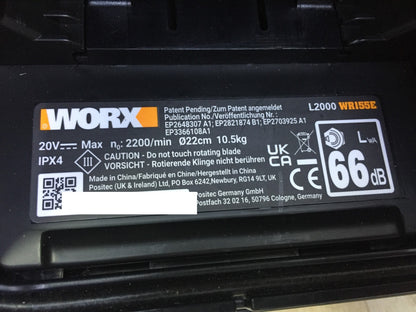 WORX
Patent Pending/Zum Patent angemeldet
Publication No./Veröffentlichung Nr. :
EP2648307 A1; EP2821874 B1; EP2703925 A1
EP3366108A1
L2000 WR155E
20V Max n₀: 2200/min Ø22cm 10.5kg
IPX4
III
CAUTION - Do not touch rotating blade
VORSICHT - Rotierende Klinge nicht berühren
Made in China/Fabriqué en Chine/Hergestellt in China
Positec (UK & Ireland) Ltd, PO Box 6242,Newbury, RG14 9LT, UK
Positec Germany GmbH
Postfach 32 02 16, 50796 Cologne, Germany
UK
CA
CE
LWA
66dB